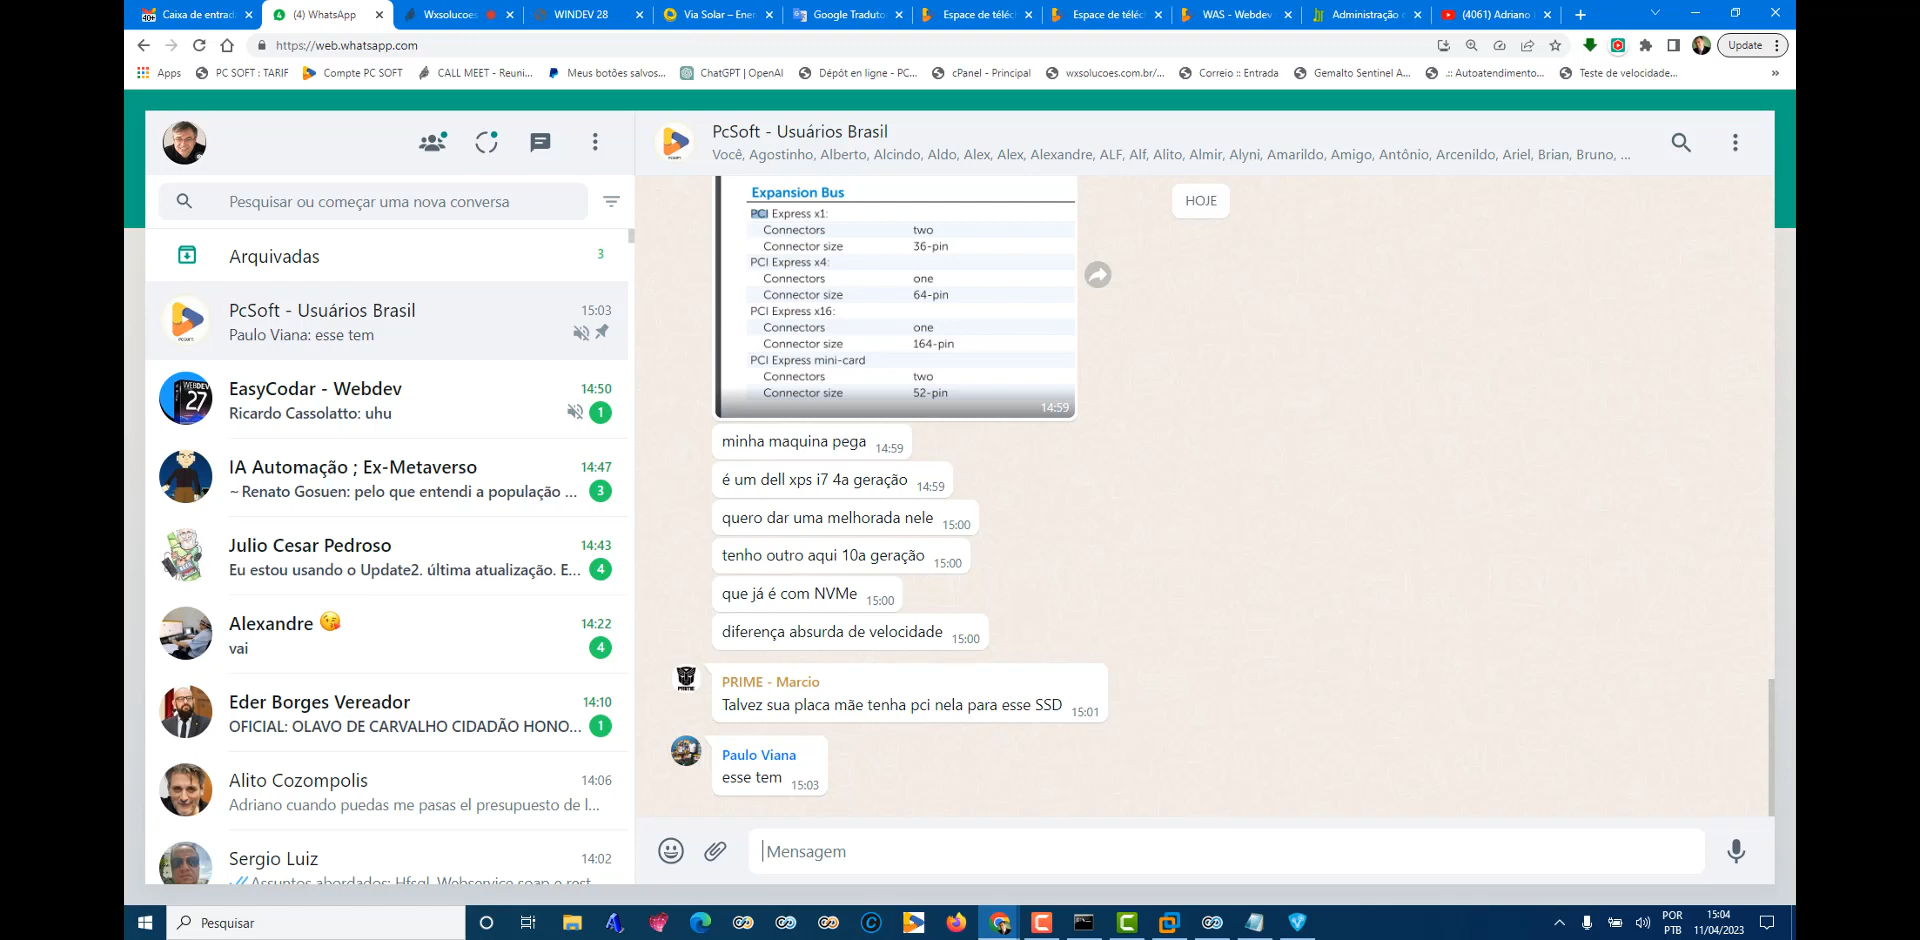 Caixa de entrad
(4) WhatsApp
Wxsolucoes
WINDEV 28
Via Solar – Ener
Google Traduto
Espace de téléc
Espace de téléc
WAS - Webdev
Administração
(4061) Adriano
https://web.whatsapp.com
Update
Apps
PC SOFT : TARIF
Compte PC SOFT
CALL MEET - Reuni...
Meus botões salvos...
ChatGPT | OpenAI
Dépôt en ligne - PC...
cPanel - Principal
wxsolucoes.com.br/...
Correio :: Entrada
Gemalto Sentinel A...
.:: Autoatendimento...
Teste de velocidade...
»
PcSoft - Usuários Brasil
Você, Agostinho, Alberto, Alcindo, Aldo, Alex, Alex, Alexandre, ALF, Alf, Alito, Almir, Alyni, Amarildo, Amigo, Antônio, Arcenildo, Ariel, Brian, Bruno, ...
Pesquisar ou começar uma nova conversa
Arquivadas
3
PcSoft - Usuários Brasil
15:03
Paulo Viana: esse tem
EasyCodar - Webdev
14:50
Ricardo Cassolatto: uhu
1
IA Automação ; Ex-Metaverso
14:47
~ Renato Gosuen: pelo que entendi a população ...
3
Julio Cesar Pedroso
14:43
Eu estou usando o Update2. última atualização. E...
4
Alexandre 😘
14:22
vai
4
Eder Borges Vereador
14:10
OFICIAL: OLAVO DE CARVALHO CIDADÃO HONO...
1
Alito Cozompolis
14:06
Adriano cuando puedas me pasas el presupuesto de l...
Sergio Luiz
14:02
Assuntos abordados: Hfsql, Webservice soap e rest
HOJE
Expansion Bus
PCI Express x1:
Connectors two
Connector size 36-pin
PCI Express x4:
Connectors one
Connector size 64-pin
PCI Express x16:
Connectors one
Connector size 164-pin
PCI Express mini-card
Connectors two
Connector size 52-pin
14:59
minha maquina pega 14:59
é um dell xps i7 4a geração 14:59
quero dar uma melhorada nele 15:00
tenho outro aqui 10a geração 15:00
que já é com NVMe 15:00
diferença absurda de velocidade 15:00
PRIME - Marcio
Talvez sua placa mãe tenha pci nela para esse SSD 15:01
Paulo Viana
esse tem 15:03
Mensagem
Pesquisar
POR
PTB
15:04
11/04/2023